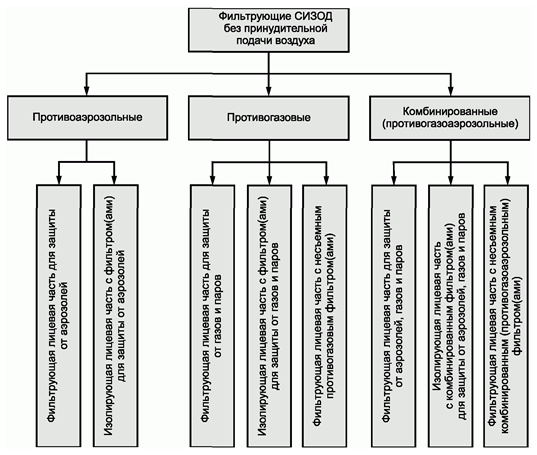 Фильтрующие СИЗОД
без принудительной
подачи воздуха
Противоаэрозольные
Противогазовые
Комбинированные
(противогазоаэрозольные)
Фильтрующая лицевая часть для защиты
от аэрозолей
Изолирующая лицевая часть с фильтром(ами)
для защиты от аэрозолей
Фильтрующая лицевая часть для защиты
от газов и паров
Изолирующая лицевая часть с фильтром(ами)
для защиты от газов и паров
Фильтрующая лицевая часть с несъемным
противогазовым фильтром(ами)
Фильтрующая лицевая часть для защиты
от аэрозолей, газов и паров
Изолирующая лицевая часть
с комбинированным фильтром(ами)
для защиты от аэрозолей, газов и паров
Фильтрующая лицевая часть с несъемным
комбинированным (противогазоаэрозольным)
фильтром(ами)